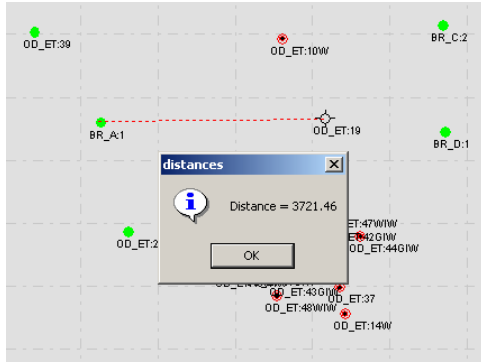 OD_ET:39
OD_ET:10W
BR_C:2
BR_A:1
OD_ET:19
BR_D:1
distances
Distance = 3721.46
OK
ET:47WIW
OD_ET:2
42GIW
OD_ET:44GIW
OD_ET:43GIW
OD_ET:37
OD_ET:48WIW
OD_ET:14W